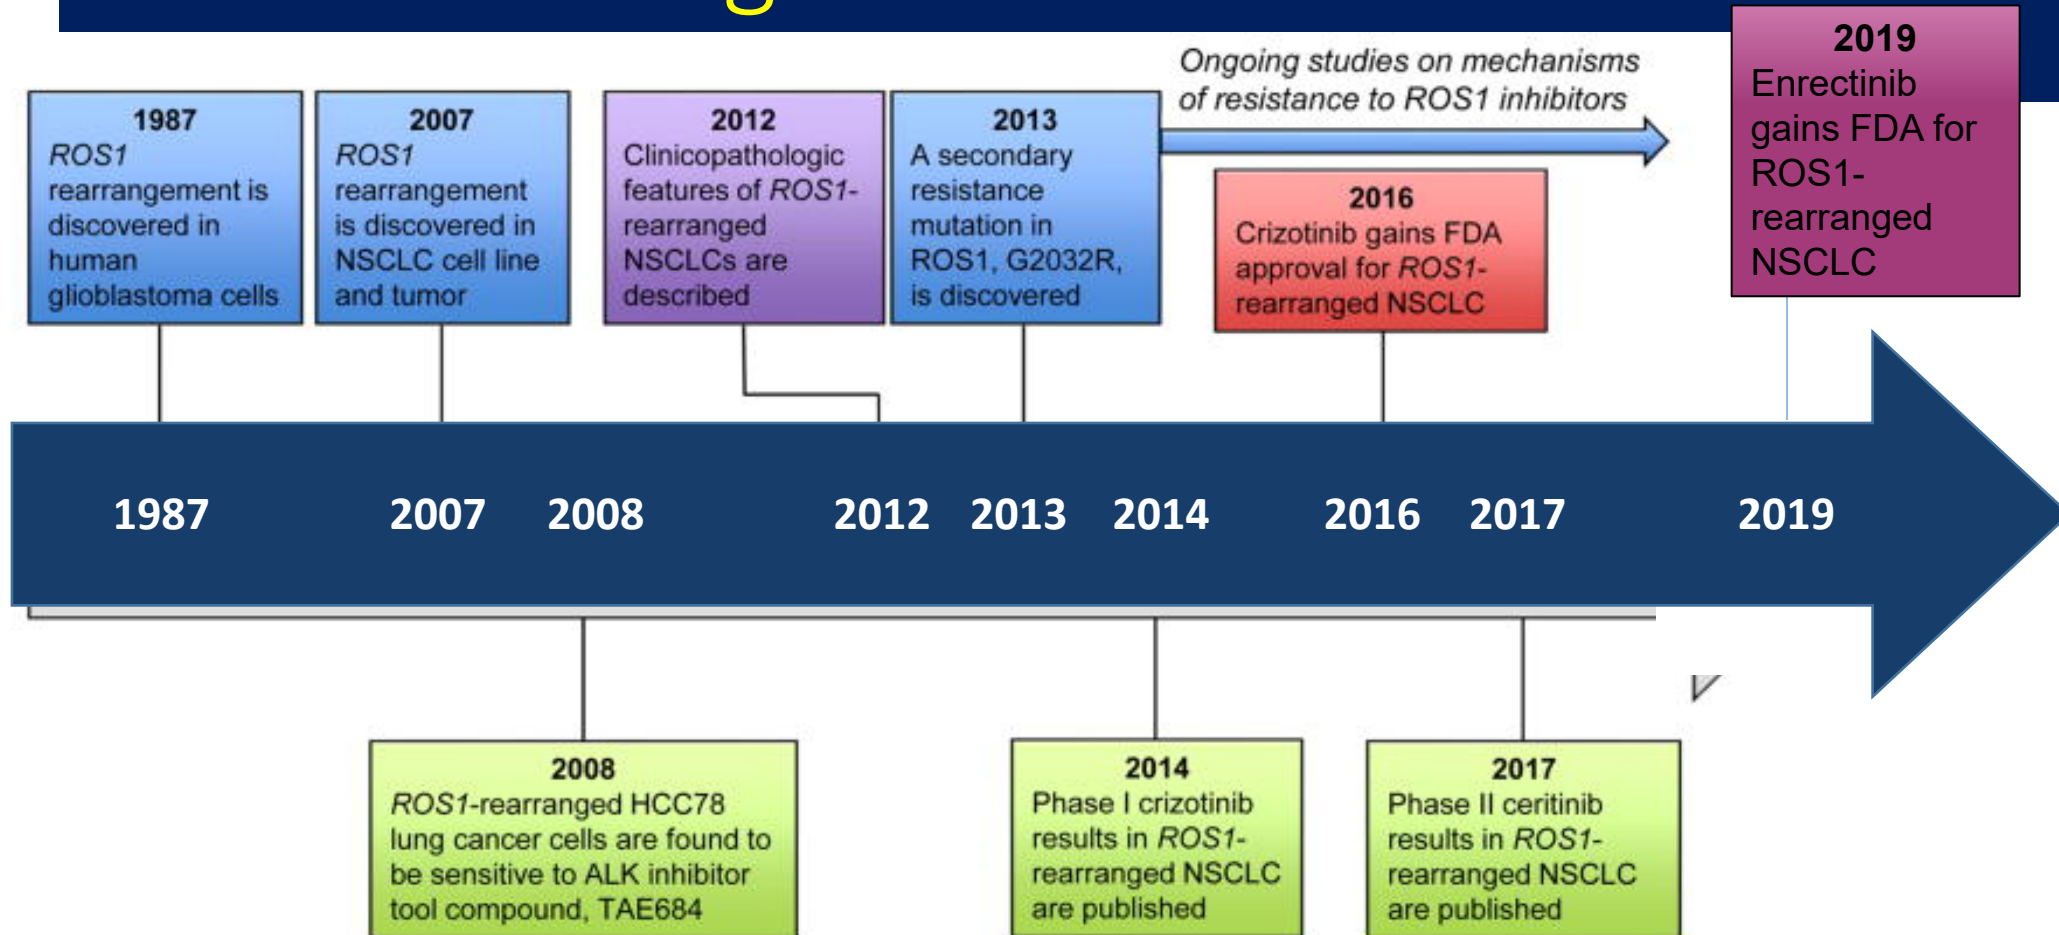 1987
ROS1
rearrangement is
discovered in
human
glioblastoma cells
2007
ROS1
rearrangement
is discovered in
NSCLC cell line
and tumor
2012
Clinicopathologic
features of ROS1-
rearranged
NSCLCs are
described
2013
A secondary
resistance
mutation in
ROS1, G2032R,
is discovered
Ongoing studies on mechanisms
of resistance to ROS1 inhibitors
2016
Crizotinib gains FDA
approval for ROS1-
rearranged NSCLC
2019
Enrectinib
gains FDA for
ROS1-
rearranged
NSCLC
1987 2007 2008 2012 2013 2014 2016 2017 2019
2008
ROS1-rearranged HCC78
lung cancer cells are found to
be sensitive to ALK inhibitor
tool compound, TAE684
2014
Phase I crizotinib
results in ROS1-
rearranged NSCLC
are published
2017
Phase II ceritinib
results in ROS1-
rearranged NSCLC
are published